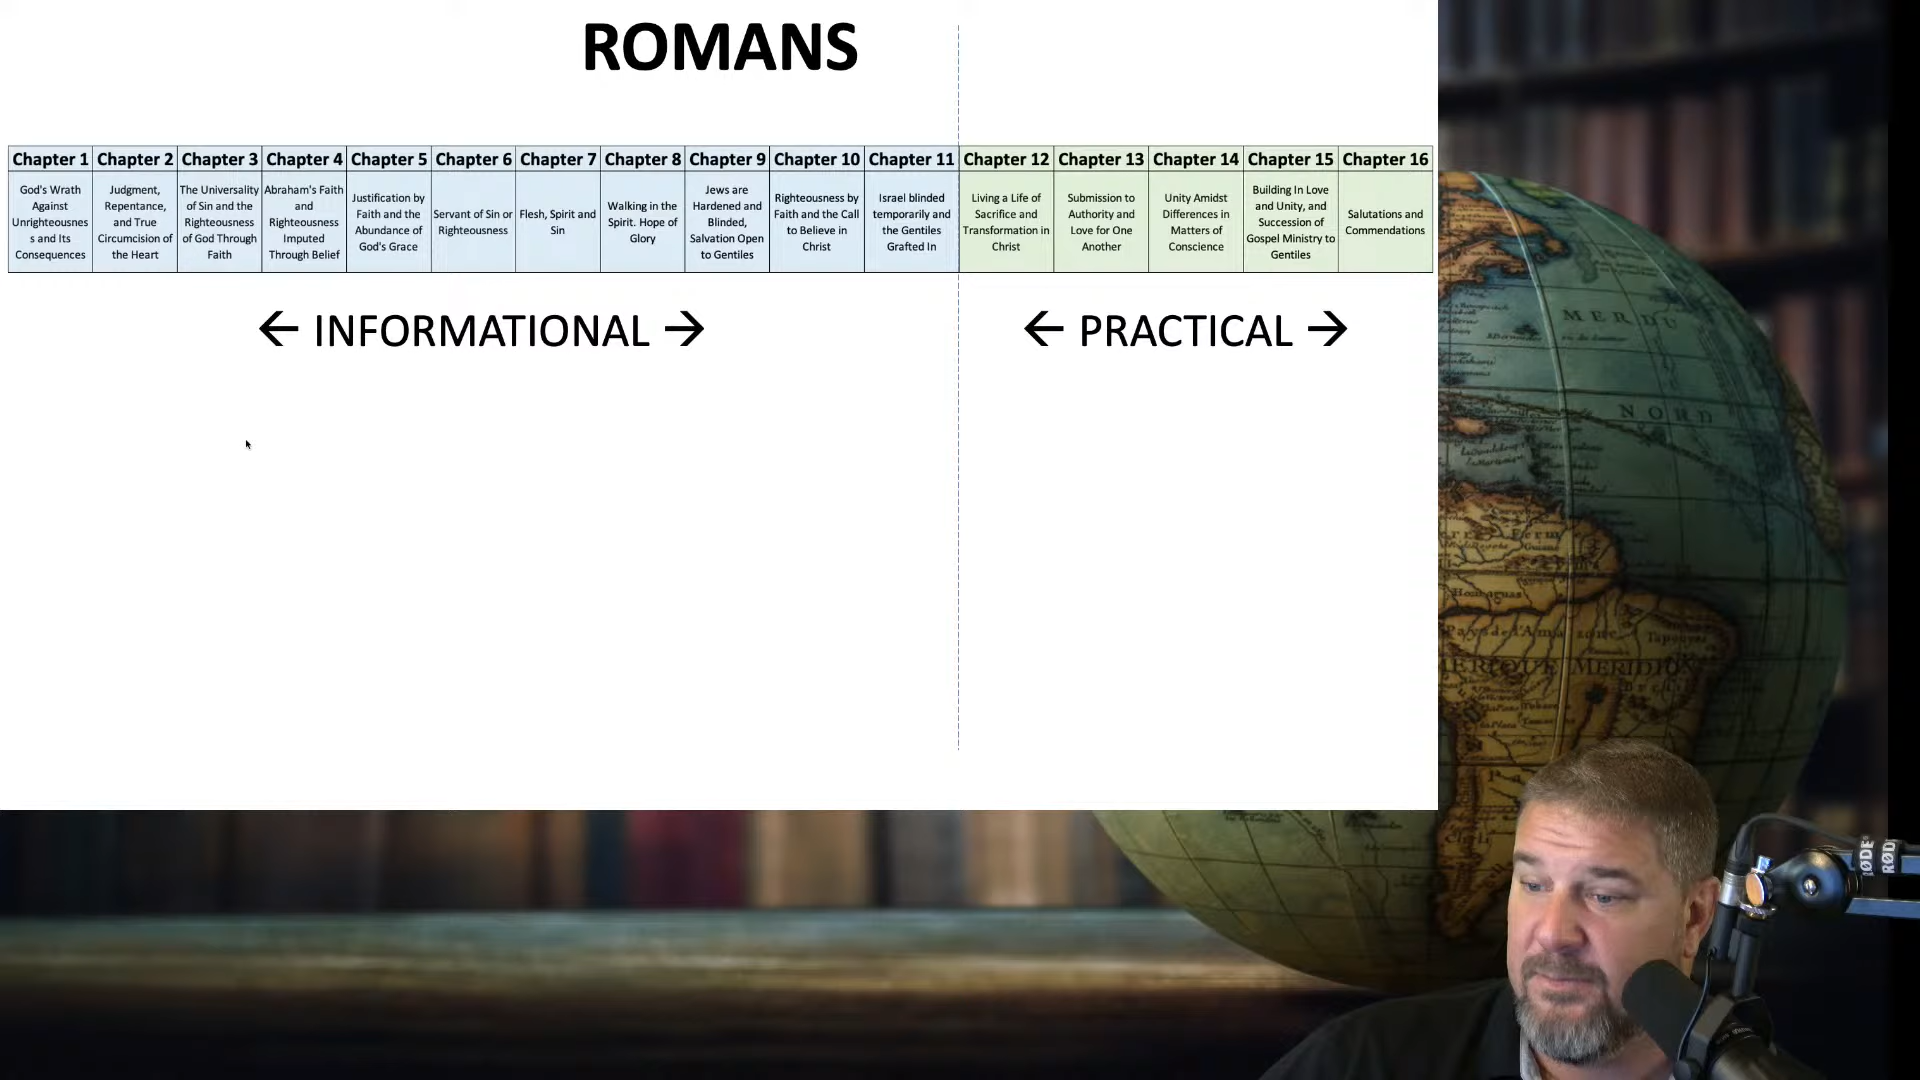 ROMANS
Chapter 1
Chapter 2
Chapter 3
Chapter 4
Chapter 5
Chapter 6
Chapter 7
Chapter 8
Chapter 9
Chapter 10
Chapter 11
Chapter 12
Chapter 13
Chapter 14
Chapter 15
Chapter 16
God's Wrath
Against
Unrighteousnes
s and Its
Consequences
Judgment,
Repentance,
and True
Circumcision of
the Heart
The Universality
of Sin and the
Righteousness
of God Through
Faith
Abraham's Faith
and
Righteousness
Imputed
Through Belief
Justification by
Faith and the
Abundance of
God's Grace
Servant of Sin or
Righteousness
Flesh, Spirit and
Sin
Walking in the
Spirit. Hope of
Glory
Jews are
Hardened and
Blinded,
Salvation Open
to Gentiles
Righteousness by
Faith and the Call
to Believe in
Christ
Israel blinded
temporarily and
the Gentiles
Grafted In
Living a Life of
Sacrifice and
Transformation in
Christ
Submission to
Authority and
Love for One
Another
Unity Amidst
Differences in
Matters of
Conscience
Building In Love
and Unity, and
Succession of
Gospel Ministry to
Gentiles
Salutations and
Commendations
← INFORMATIONAL →
← PRACTICAL →
MERDU
NORD
MERIDIO
RØDE
RØD